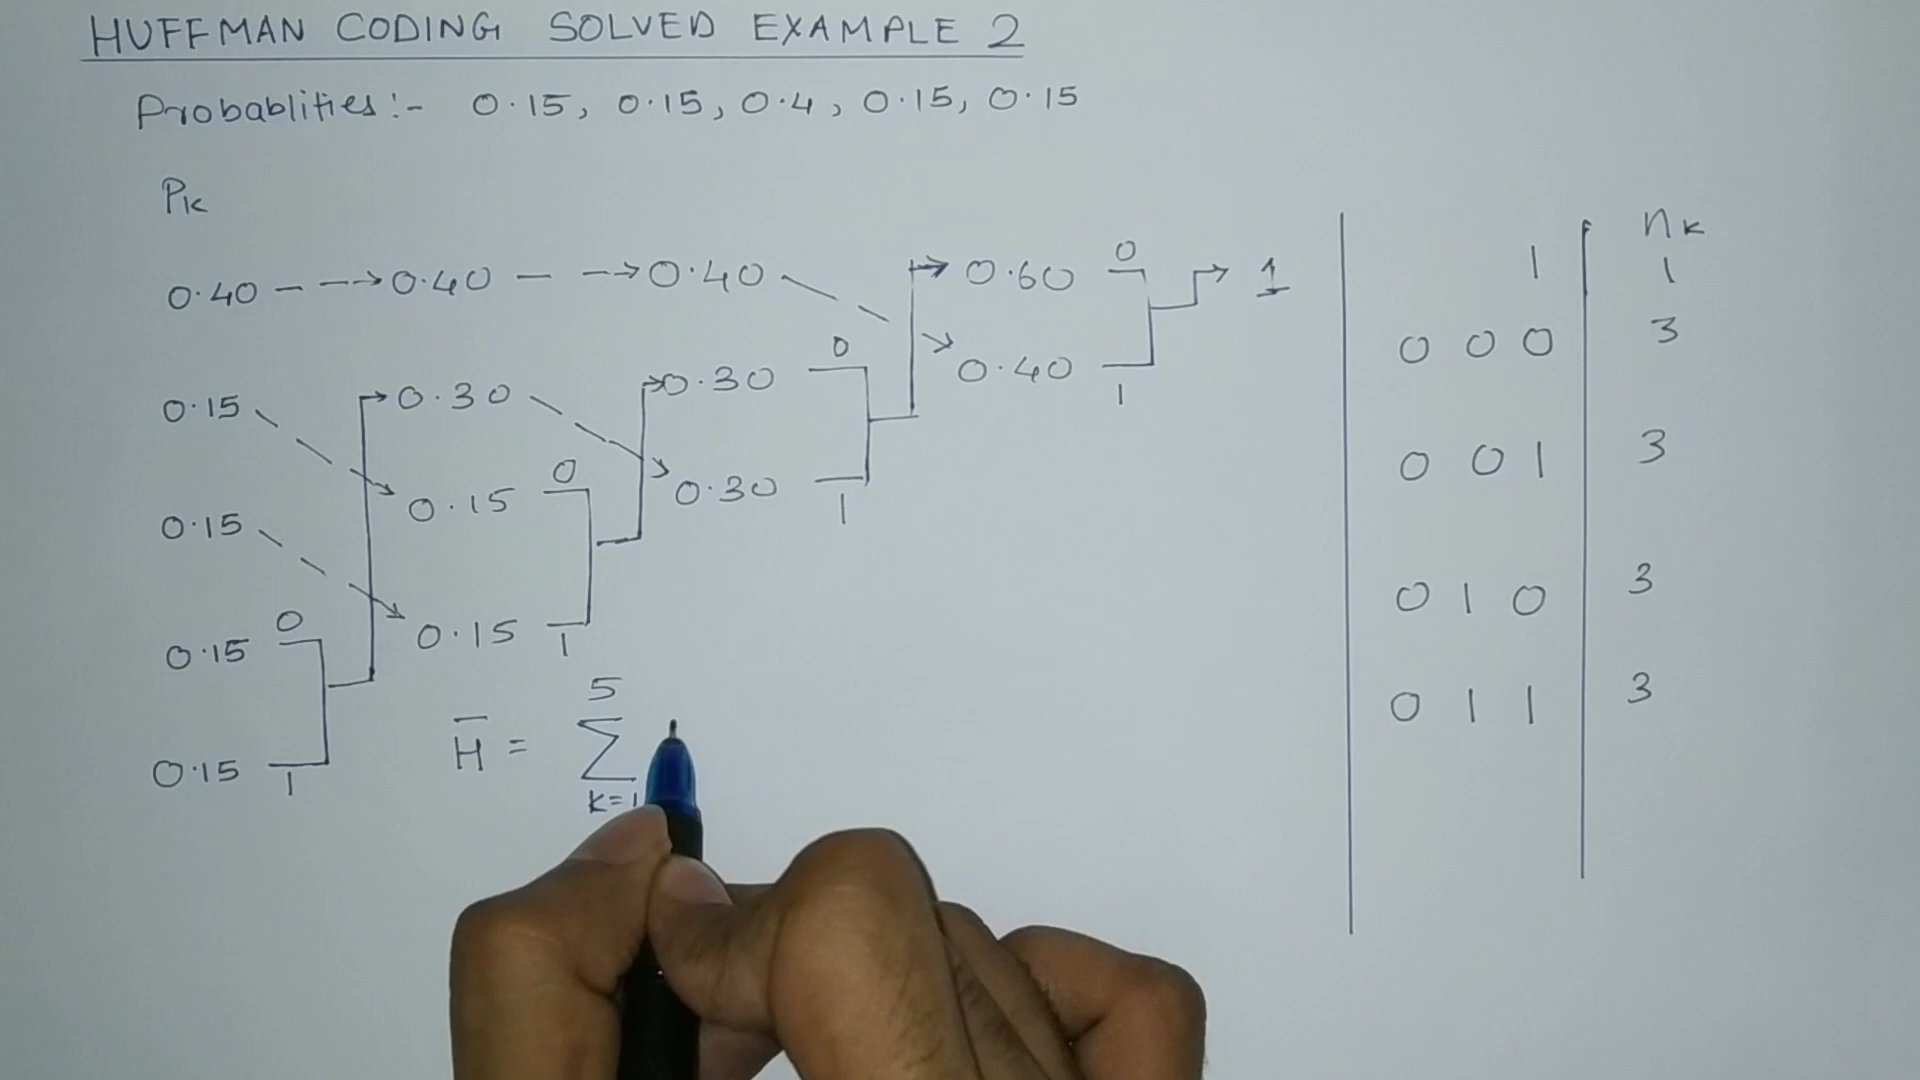 HUFFMAN CODING SOLVED EXAMPLE 2
Probablities :- 0.15, 0.15, 0.4, 0.15, 0.15
Pk nk
0.40 0.40 0.40 0.60 0 1 1 1
0.15 0.30 0.30 0 0.40 1 0 0 0 3
0.15 0.15 0 0.30 1 0 0 1 3
0.15 0 0.15 1 0 1 0 3
0.15 1 0 1 1 3
H̅ = 5 Σ k=1